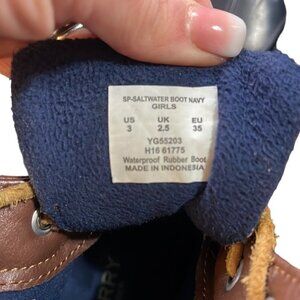 SP-SALTWATER BOOT NAVY
GIRLS
US UK EU
3 2.5 35
YG55203
H16 61775
Waterproof Rubber Boot
MADE IN INDONESIA